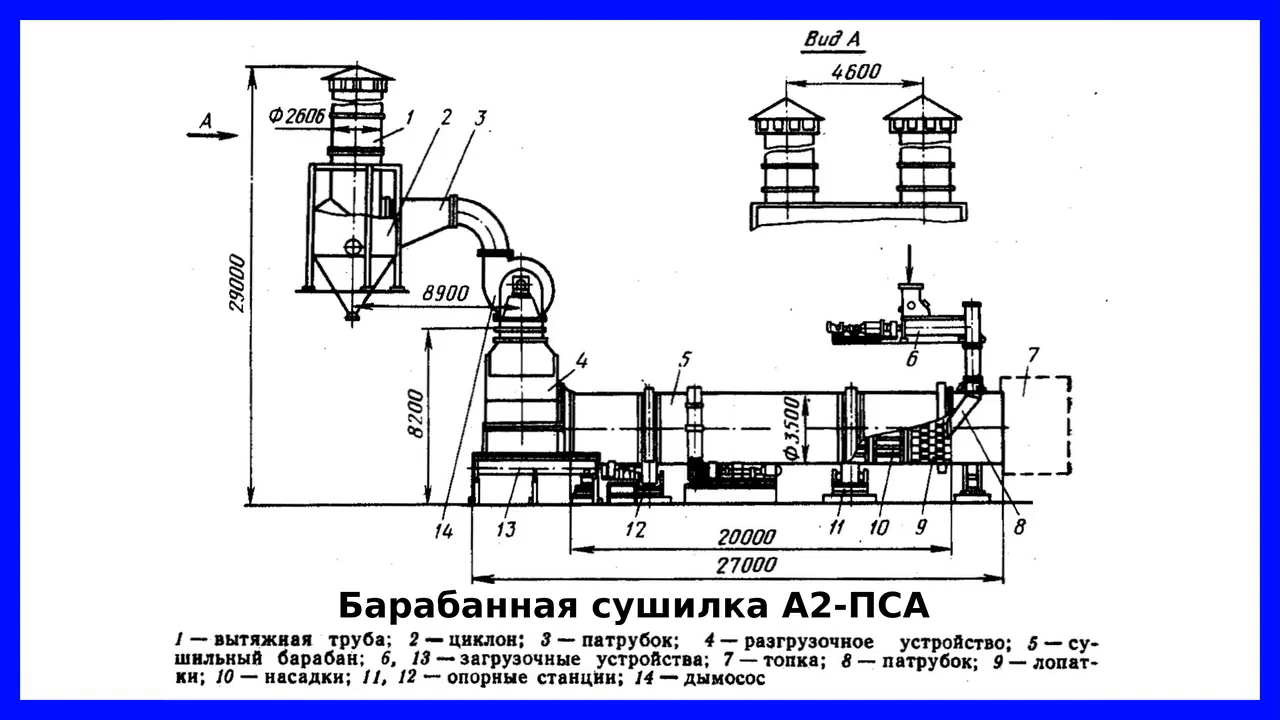 Вид А
4600
А
Ф2606
1
2
3
29000
8900
6
7
4
5
8200
Ф3500
14
13
12
11
10
9
8
20000
27000
Барабанная сушилка А2-ПСА
1 — вытяжная труба; 2 — циклон; 3 — патрубок; 4 — разгрузочное устройство; 5 — су-
шильный барабан; 6, 13 — загрузочные устройства; 7 — топка; 8 — патрубок; 9 — лопат-
ки; 10 — насадки; 11, 12 — опорные станции; 14 — дымосос